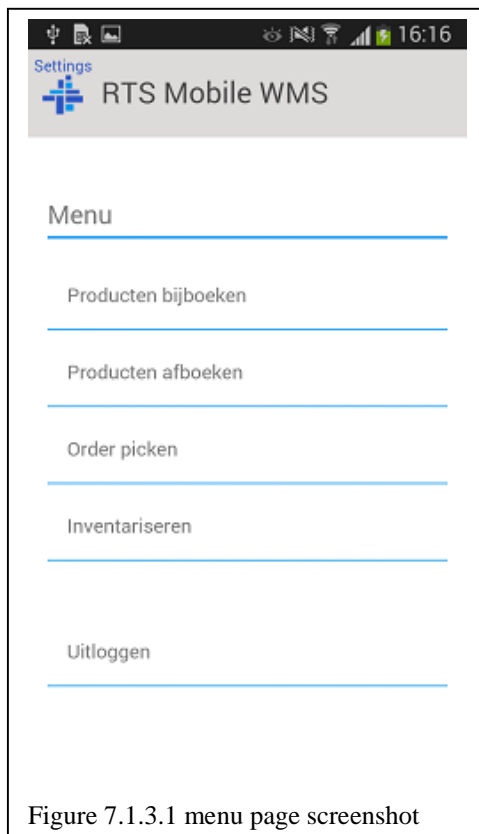 16:16
Settings
RTS Mobile WMS
Menu
Producten bijboeken
Producten afboeken
Order picken
Inventariseren
Uitloggen
Figure 7.1.3.1 menu page screenshot